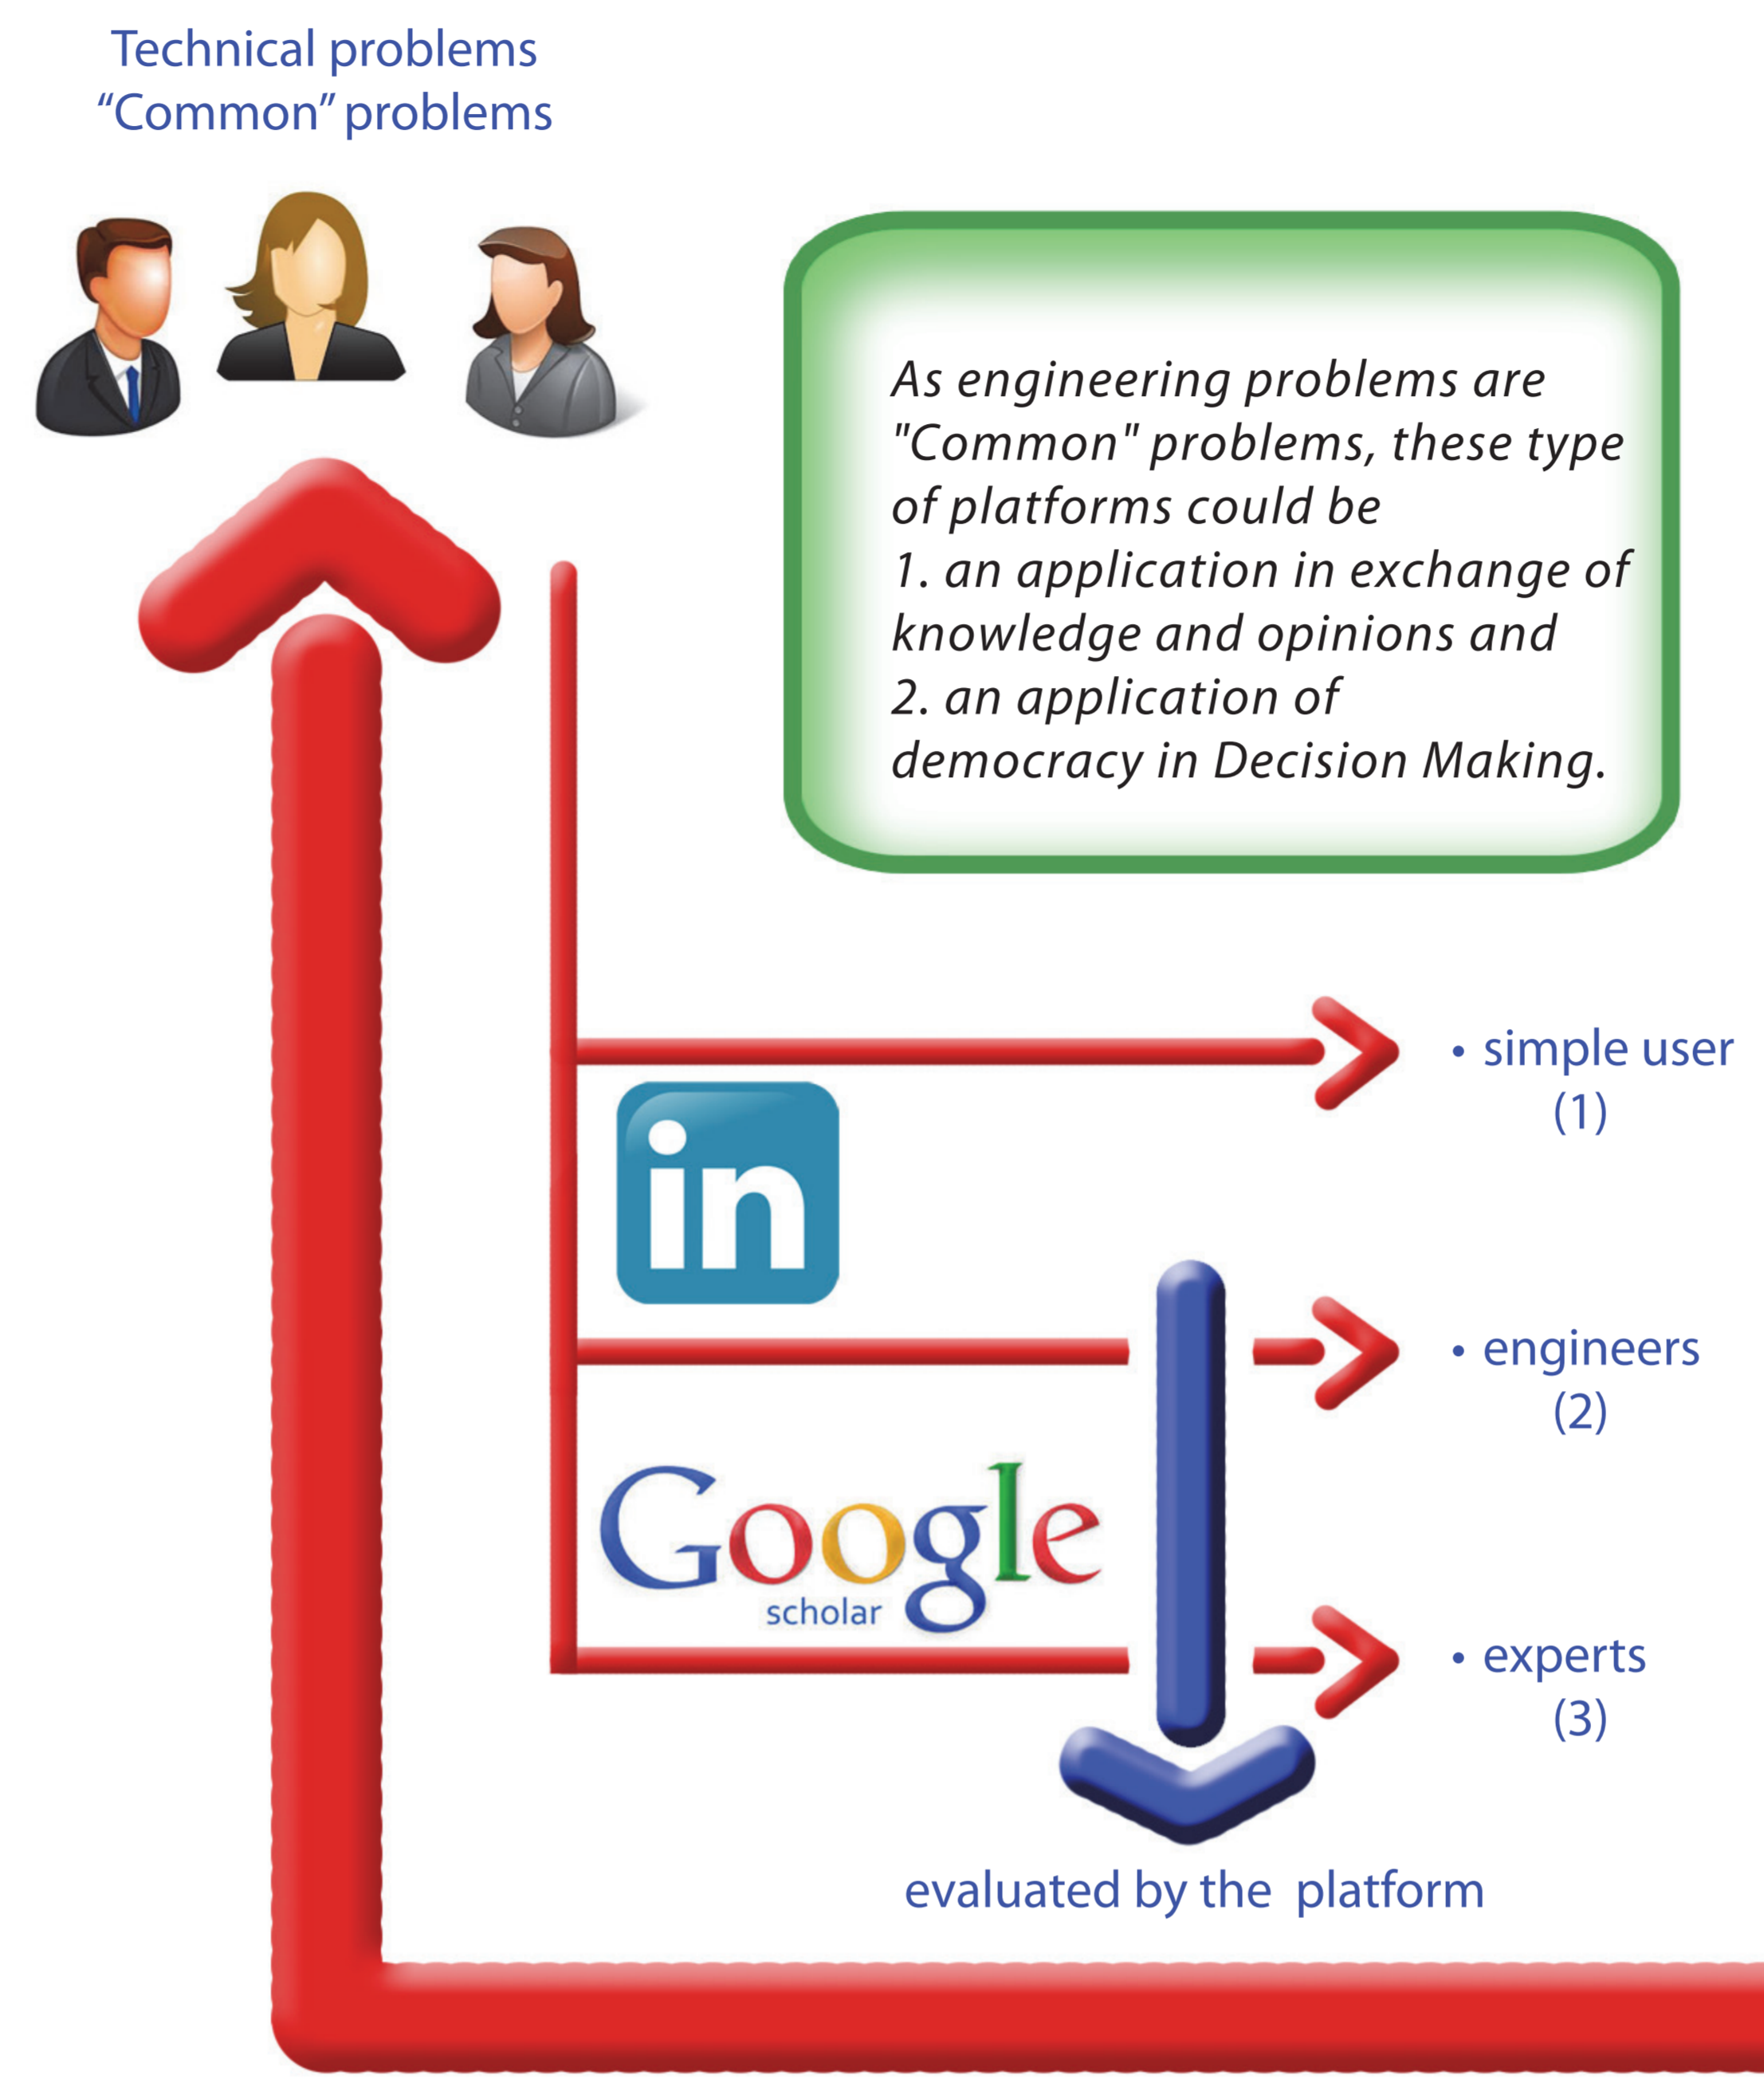 Technical problems
“Common” problems
As engineering problems are
"Common" problems, these type
of platforms could be
1. an application in exchange of
knowledge and opinions and
2. an application of
democracy in Decision Making.
• simple user
(1)
in
• engineers
(2)
Google
scholar
• experts
(3)
evaluated by the platform